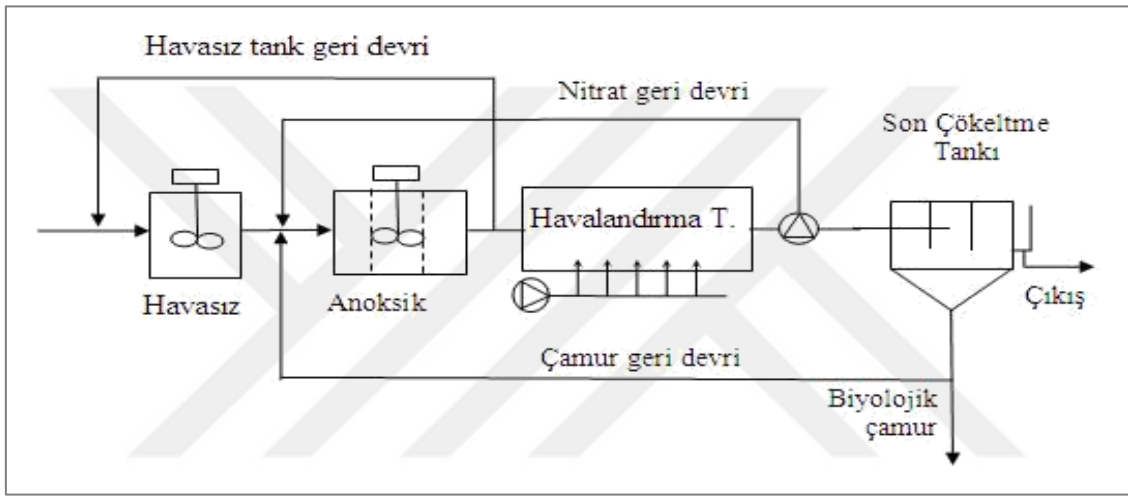 Havasız tank geri devri
Nitrat geri devri
Son Çökeltme
Tankı
Havalandırma T.
Havasız
Anoksik
Çıkış
Çamur geri devri
Biyolojik
çamur